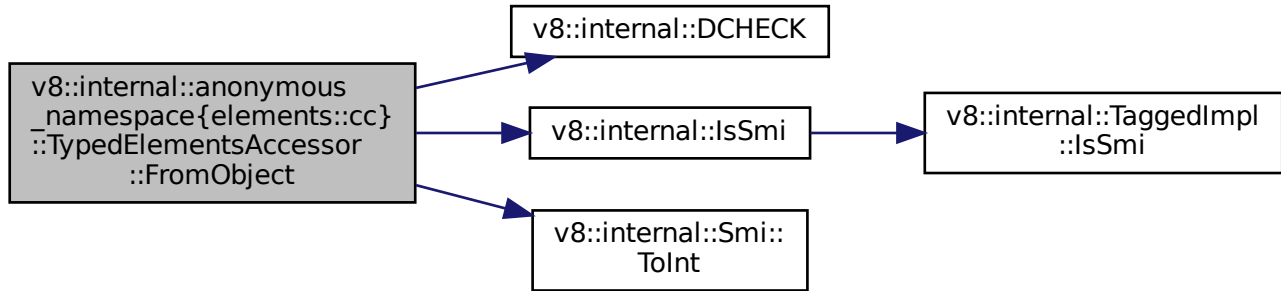 v8::internal::anonymous
_namespace{elements::cc}
::TypedElementsAccessor
::FromObject
v8::internal::DCHECK
v8::internal::IsSmi
v8::internal::TaggedImpl
::IsSmi
v8::internal::Smi::
ToInt